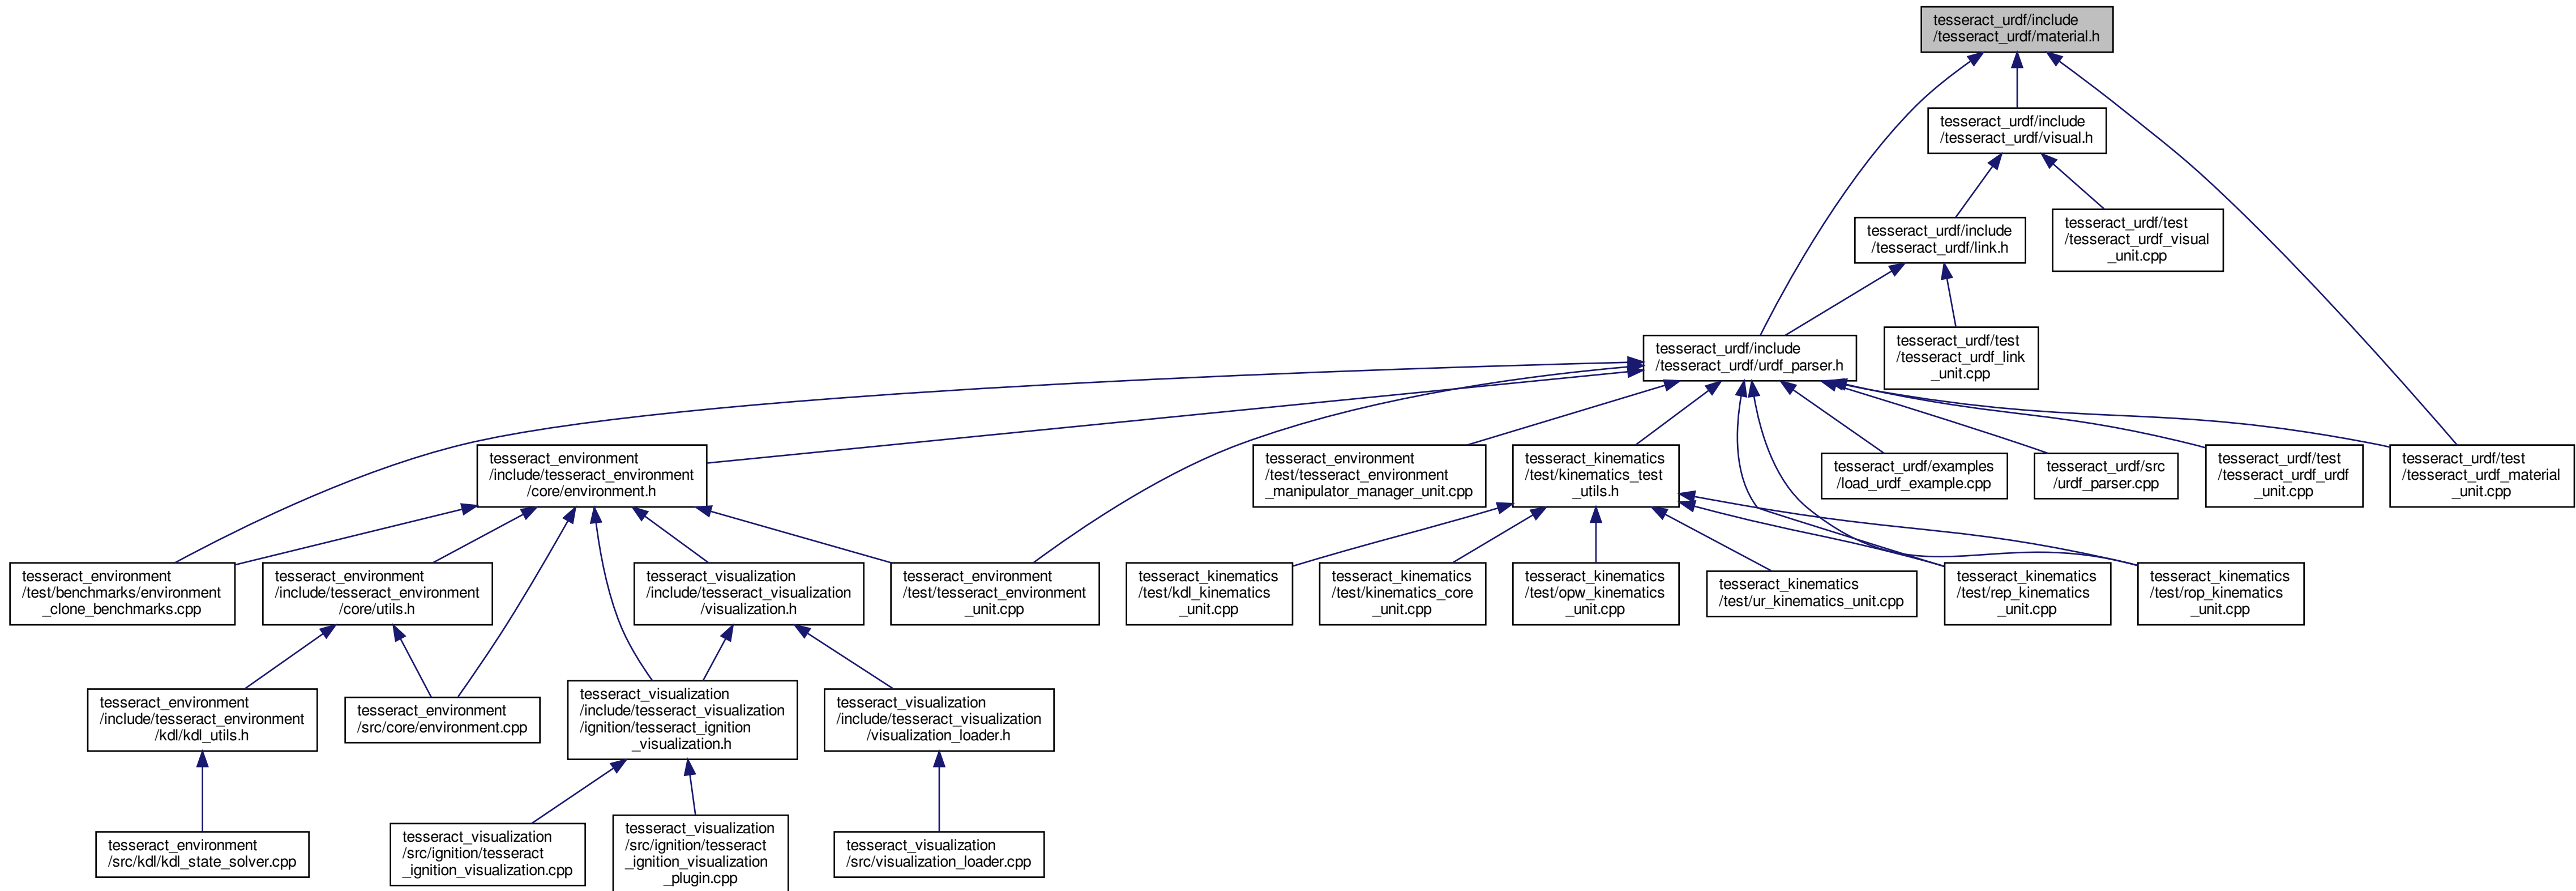 tesseract_urdf/include
/tesseract_urdf/material.h
tesseract_urdf/include
/tesseract_urdf/visual.h
tesseract_urdf/include
/tesseract_urdf/link.h
tesseract_urdf/test
/tesseract_urdf_visual
_unit.cpp
tesseract_urdf/include
/tesseract_urdf/urdf_parser.h
tesseract_urdf/test
/tesseract_urdf_link
_unit.cpp
tesseract_environment
/include/tesseract_environment
/core/environment.h
tesseract_environment
/test/tesseract_environment
_manipulator_manager_unit.cpp
tesseract_kinematics
/test/kinematics_test
_utils.h
tesseract_urdf/examples
/load_urdf_example.cpp
tesseract_urdf/src
/urdf_parser.cpp
tesseract_urdf/test
/tesseract_urdf_urdf
_unit.cpp
tesseract_urdf/test
/tesseract_urdf_material
_unit.cpp
tesseract_environment
/test/benchmarks/environment
_clone_benchmarks.cpp
tesseract_environment
/include/tesseract_environment
/core/utils.h
tesseract_visualization
/include/tesseract_visualization
/visualization.h
tesseract_environment
/test/tesseract_environment
_unit.cpp
tesseract_kinematics
/test/kdl_kinematics
_unit.cpp
tesseract_kinematics
/test/kinematics_core
_unit.cpp
tesseract_kinematics
/test/opw_kinematics
_unit.cpp
tesseract_kinematics
/test/ur_kinematics_unit.cpp
tesseract_kinematics
/test/rep_kinematics
_unit.cpp
tesseract_kinematics
/test/rop_kinematics
_unit.cpp
tesseract_environment
/include/tesseract_environment
/kdl/kdl_utils.h
tesseract_environment
/src/core/environment.cpp
tesseract_visualization
/include/tesseract_visualization
/ignition/tesseract_ignition
_visualization.h
tesseract_visualization
/include/tesseract_visualization
/visualization_loader.h
tesseract_environment
/src/kdl/kdl_state_solver.cpp
tesseract_visualization
/src/ignition/tesseract
_ignition_visualization.cpp
tesseract_visualization
/src/ignition/tesseract
_ignition_visualization
_plugin.cpp
tesseract_visualization
/src/visualization_loader.cpp